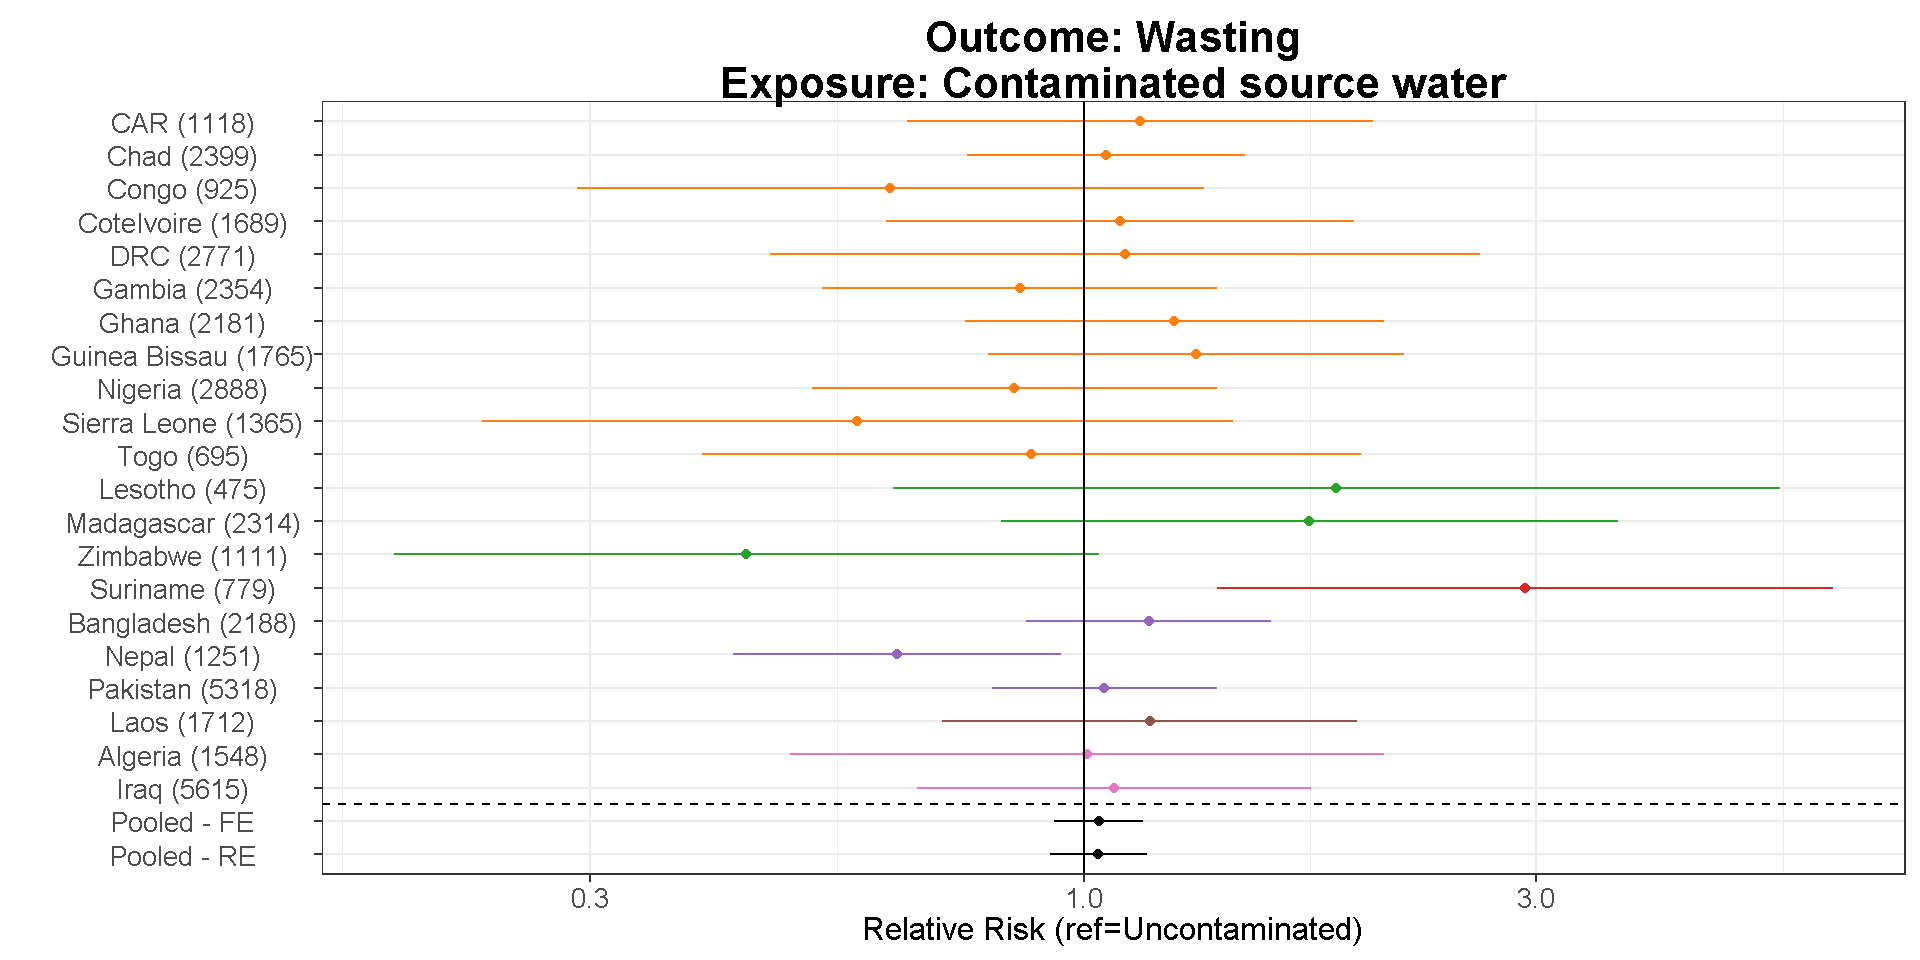 Outcome: Wasting
Exposure: Contaminated source water
CAR (1118)
Chad (2399)
Congo (925)
CoteIvoire (1689)
DRC (2771)
Gambia (2354)
Ghana (2181)
Guinea Bissau (1765)
Nigeria (2888)
Sierra Leone (1365)
Togo (695)
Lesotho (475)
Madagascar (2314)
Zimbabwe (1111)
Suriname (779)
Bangladesh (2188)
Nepal (1251)
Pakistan (5318)
Laos (1712)
Algeria (1548)
Iraq (5615)
Pooled - FE
Pooled - RE
0.3 1.0 3.0
Relative Risk (ref=Uncontaminated)